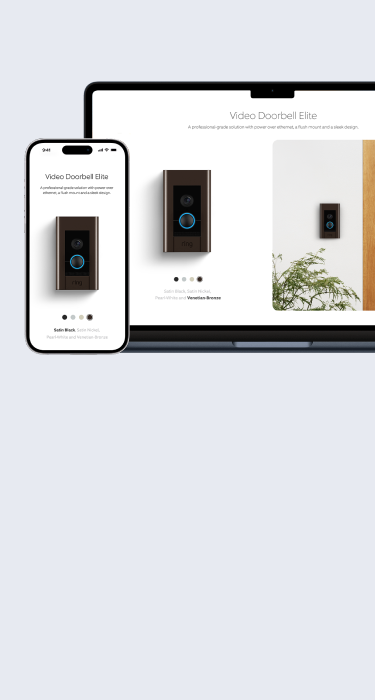 Video Doorbell Elite
A professional-grade solution with power over ethernet, a flush mount and a sleek design.
Satin Black, Satin Nickel,
Pearl White and Venetian Bronze
9:41
Video Doorbell Elite
A professional-grade solution with power over
ethernet, a flush mount and a sleek design.
ring
Satin Black, Satin Nickel,
Pearl White and Venetian Bronze